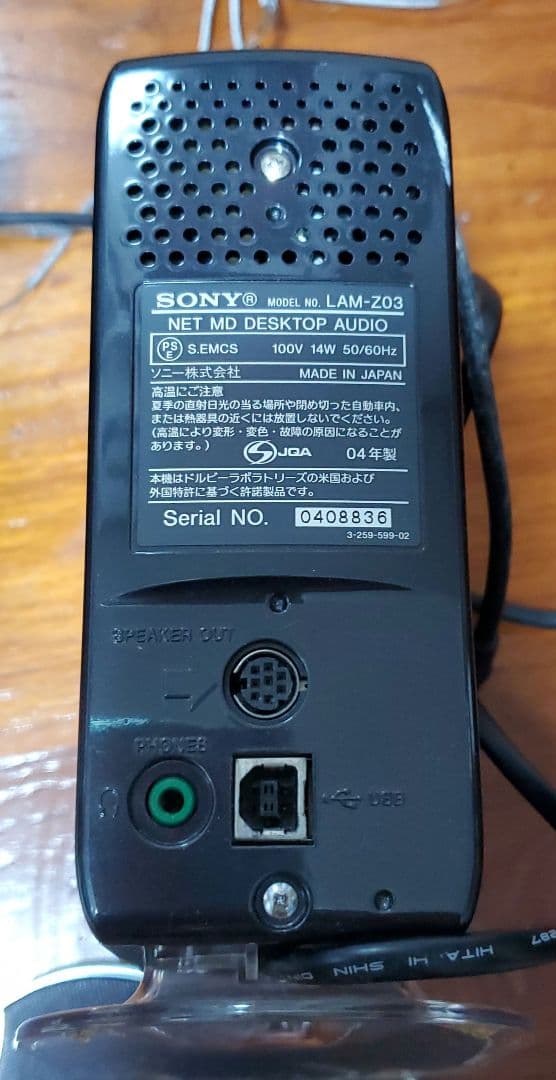 SONY® MODEL NO. LAM-Z03
NET MD DESKTOP AUDIO
PS E S.EMCS 100V 14W 50/60Hz
ソニー株式会社 MADE IN JAPAN
高温にご注意
夏季の直射日光の当る場所や閉め切った自動車内、
または熱器具の近くには放置しないでください。
(高温により変形・変色・故障の原因になることが
あります。) JQA 04年製
本機はドルビーラボラトリーズの米国および
外国特許に基づく許諾製品です。
Serial NO. 0408836
3-259-599-02
SPEAKER OUT
PHONES
USB
287 HITACHI SHIN